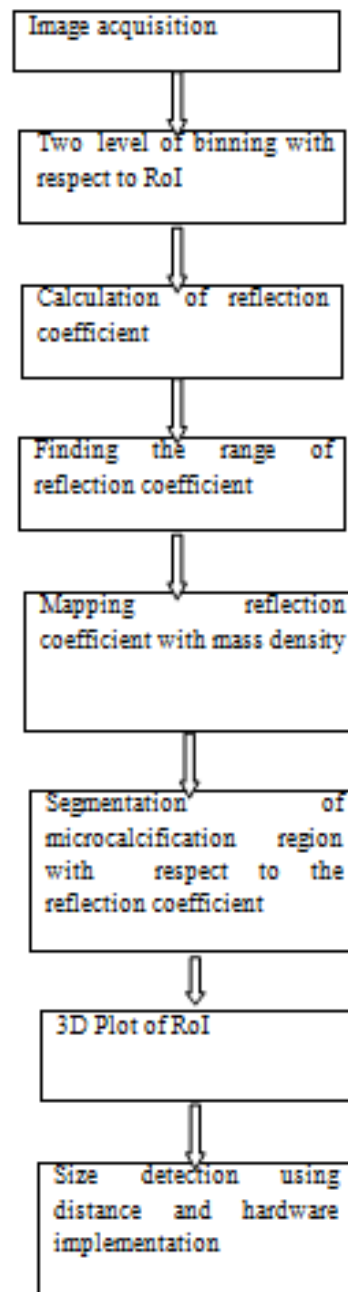 Image acquisition
Two level of binning with
respect to RoI
Calculation of reflection
coefficient
Finding the range of
reflection coefficient
Mapping reflection
coefficient with mass density
Segmentation of
microcalcification region
with respect to the
reflection coefficient
3D Plot of RoI
Size detection using
distance and hardware
implementation